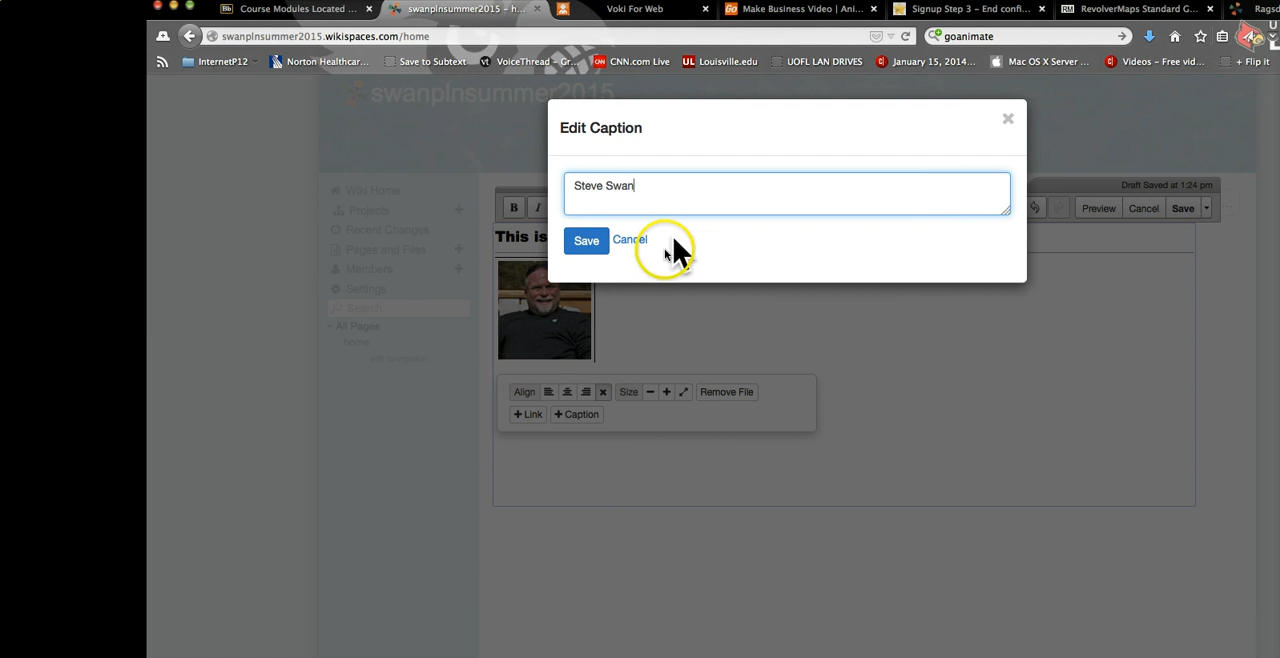 Course Modules Located ...
swanplnsummer2015 - h...
Voki For Web
Go Make Business Video | Ani...
Signup Step 3 - End confi...
RM RevolverMaps Standard G...
Ragsd
swanplnsummer2015.wikispaces.com/home
goanimate
InternetP12
Norton Healthcar...
Save to Subtext
VoiceThread - Gr...
CNN.com Live
UL Louisville.edu
UOFL LAN DRIVES
January 15, 2014...
Mac OS X Server ...
Videos - Free vid...
+ Flip it
swanplnsummer2015
Edit Caption
Steve Swan
Save Cancel
Draft Saved at 1:24 pm
B I
Preview Cancel Save
This is
Wiki Home
Projects
Recent Changes
Pages and Files
Members
Settings
Search
All Pages
home
edit navigation
Align Size Remove File
+ Link + Caption